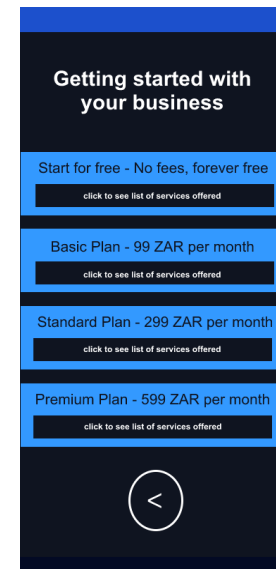 Getting started with
your business
Start for free - No fees, forever free
click to see list of services offered
Basic Plan - 99 ZAR per month
click to see list of services offered
Standard Plan - 299 ZAR per month
click to see list of services offered
Premium Plan - 599 ZAR per month
click to see list of services offered
<